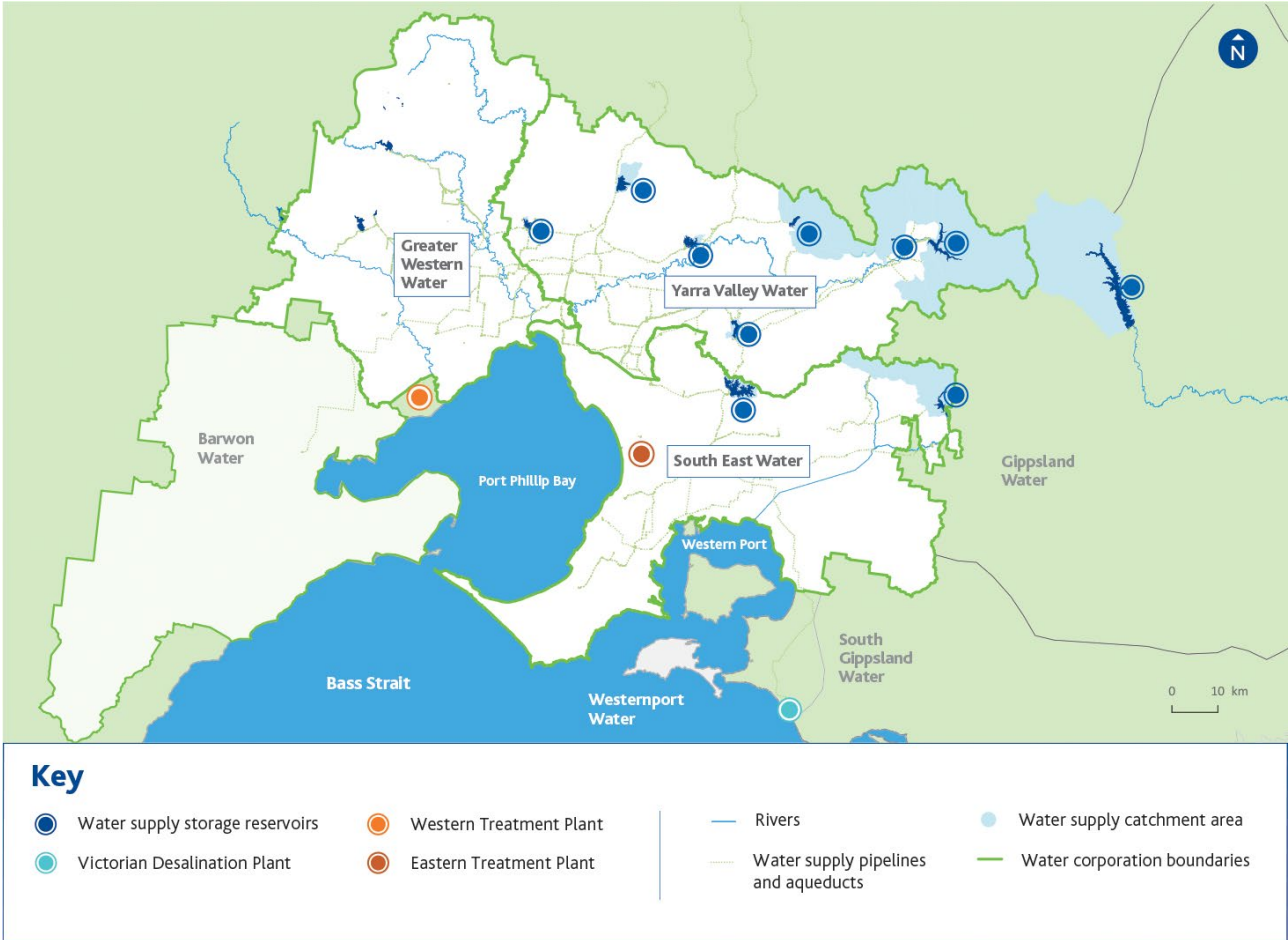 N
Greater
Western
Water
Yarra Valley Water
Barwon
Water
Port Phillip Bay
South East Water
Gippsland
Water
Western Port
South
Gippsland
Water
Bass Strait
Westernport
Water
0 10 km
Key
Water supply storage reservoirs
Victorian Desalination Plant
Western Treatment Plant
Eastern Treatment Plant
Rivers
Water supply pipelines
and aqueducts
Water supply catchment area
Water corporation boundaries